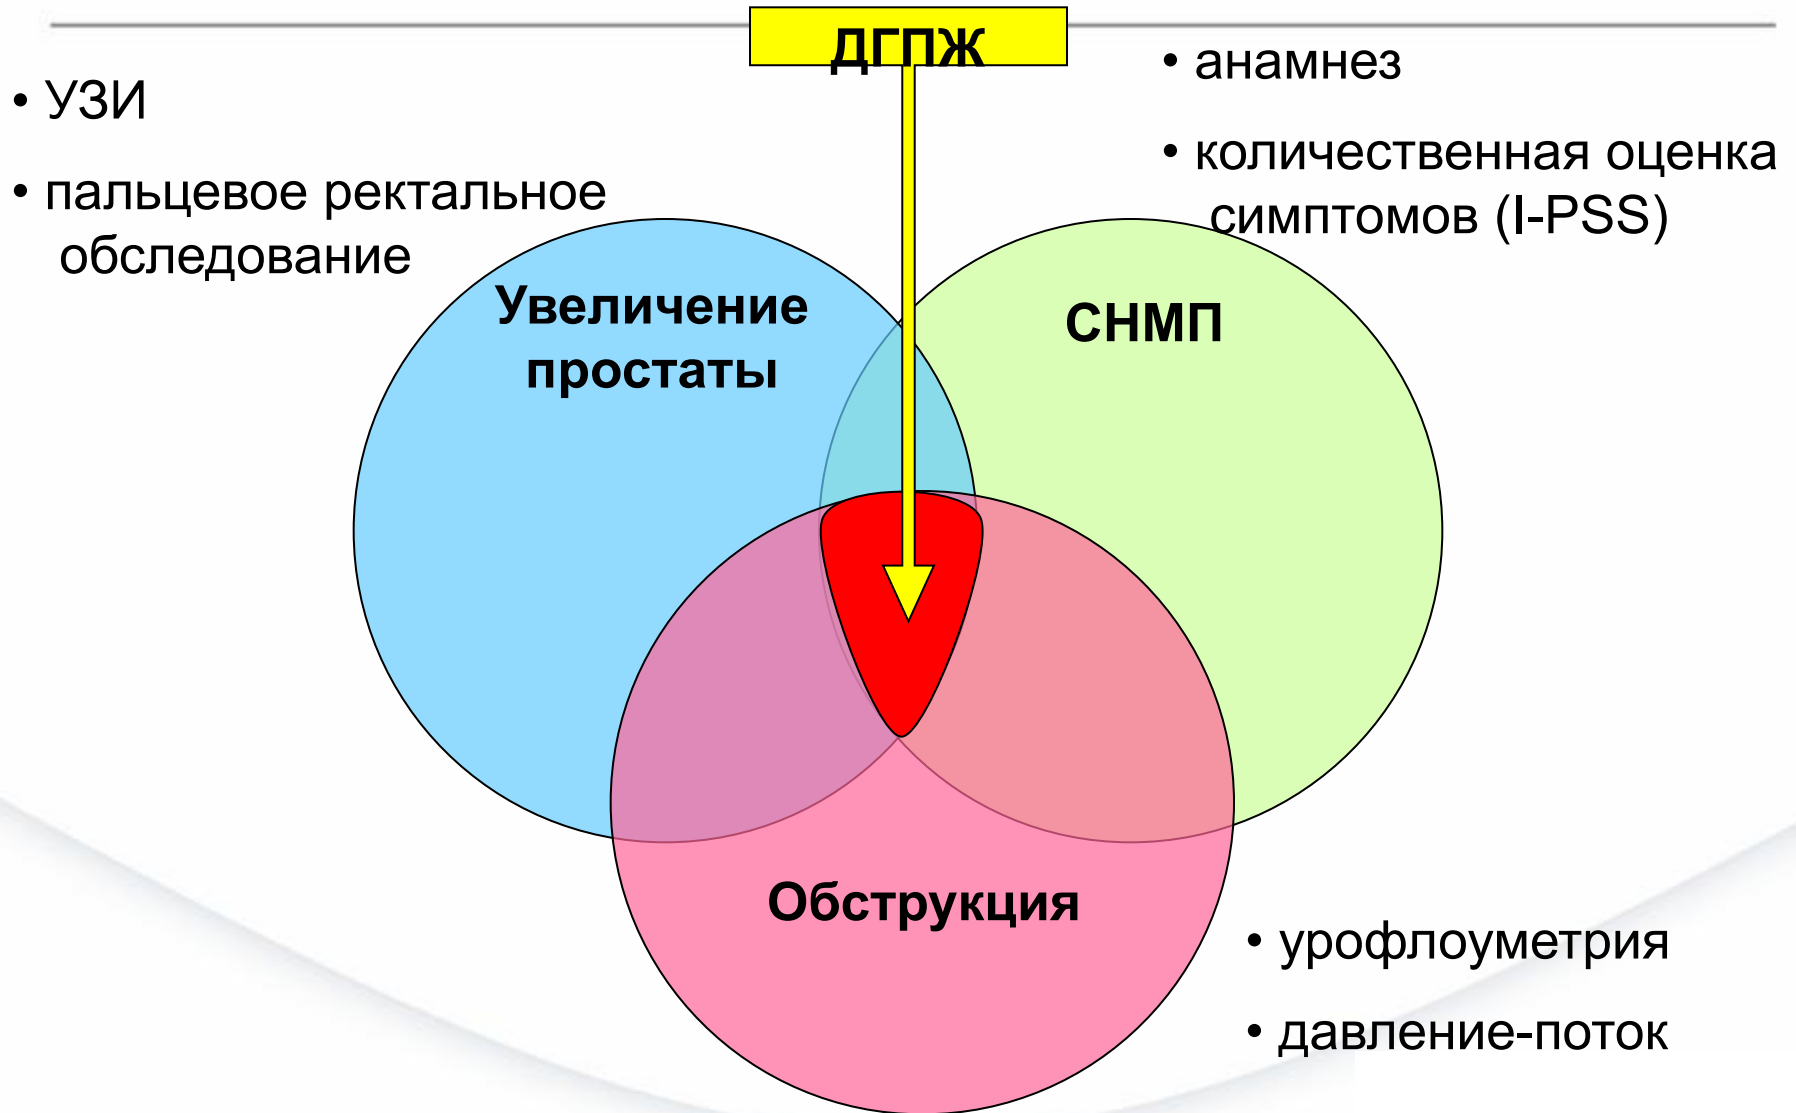 ДГПЖ
• УЗИ
• пальцевое ректальное
обследование
• анамнез
• количественная оценка
симптомов (I-PSS)
Увеличение
простаты
СНМП
Обструкция
• урофлоуметрия
• давление-поток